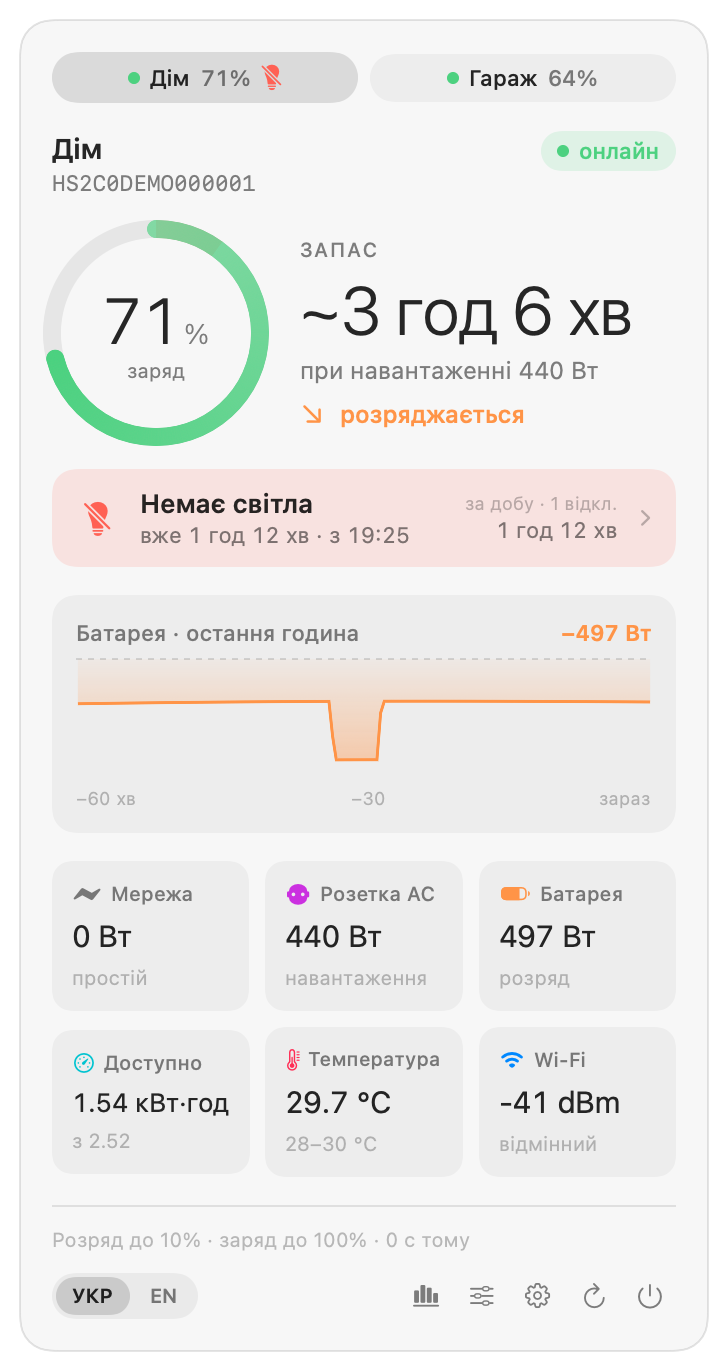 Дім 71% Гараж 64%
Дім
онлайн
HS2C0DEMO000001
71 %
заряд
ЗАПАС
~3 год 6 хв
при навантаженні 440 Вт
розряджається
Немає світла
вже 1 год 12 хв · з 19:25
за добу · 1 відкл.
1 год 12 хв
Батарея · остання година
–497 Вт
–60 хв –30 зараз
Мережа
0 Вт
простій
Розетка AC
440 Вт
навантаження
Батарея
497 Вт
розряд
Доступно
1.54 кВт·год
з 2.52
Температура
29.7 °C
28–30 °C
Wi-Fi
-41 dBm
відмінний
Розряд до 10% · заряд до 100% · 0 с тому
УКР EN